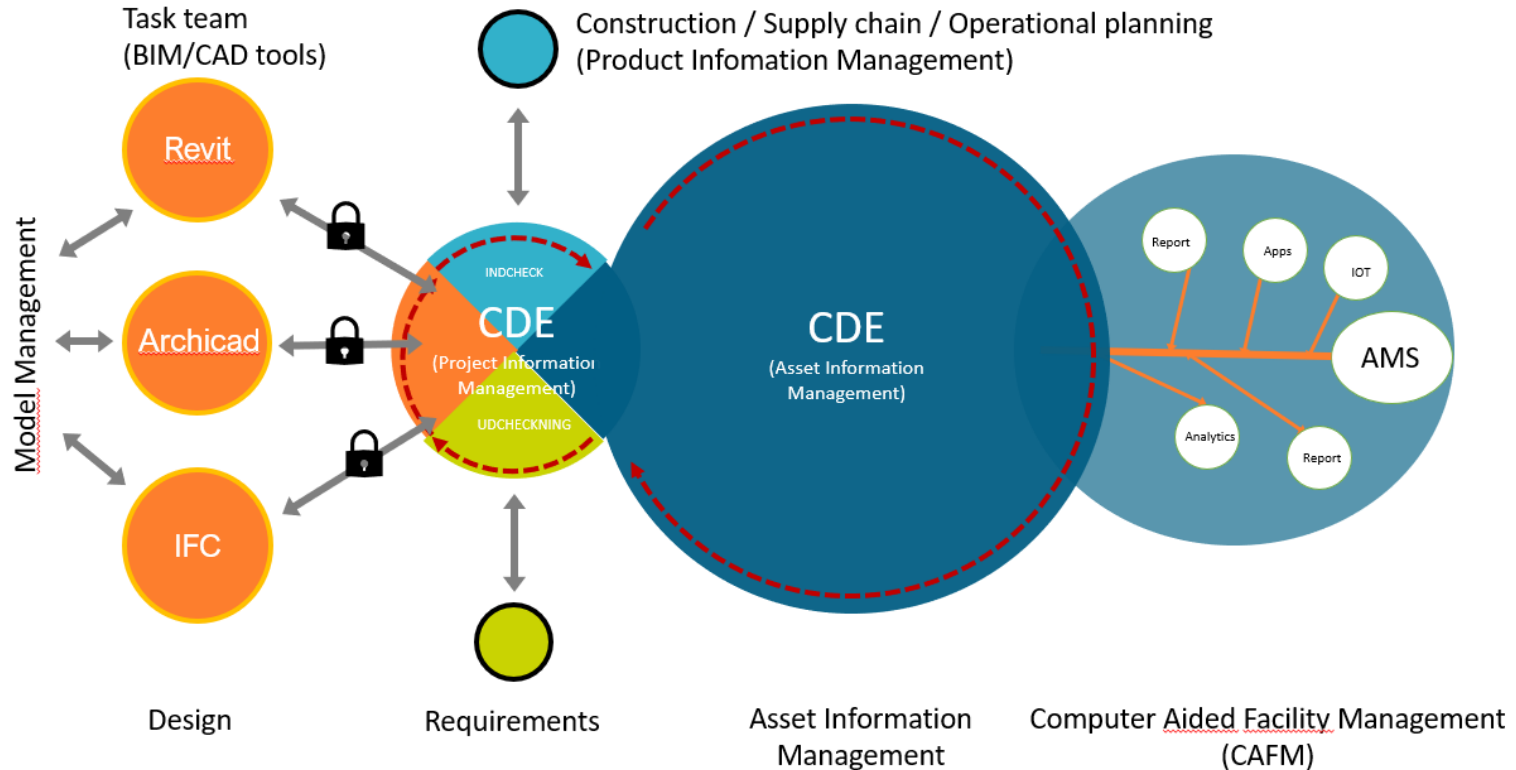 Task team
(BIM/CAD tools)
Construction / Supply chain / Operational planning
(Product Infomation Management)
Model Management
Revit
Archicad
IFC
INDCHECK
CDE
(Project Information
Management)
UDCHECKNING
CDE
(Asset Information
Management)
Report
Apps
IOT
AMS
Analytics
Report
Design
Requirements
Asset Information
Management
Computer Aided Facility Management
(CAFM)